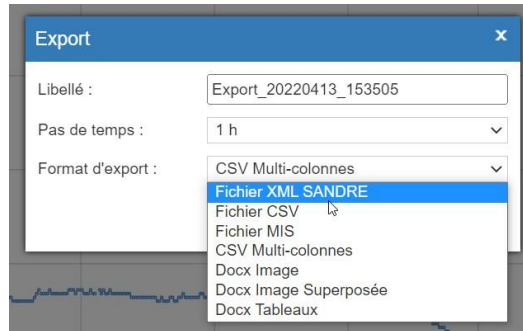 Export x
Libellé : Export_20220413_153505
Pas de temps : 1 h
Format d'export : CSV Multi-colonnes
Fichier XML SANDRE
Fichier CSV
Fichier MIS
CSV Multi-colonnes
Docx Image
Docx Image Superposée
Docx Tableaux